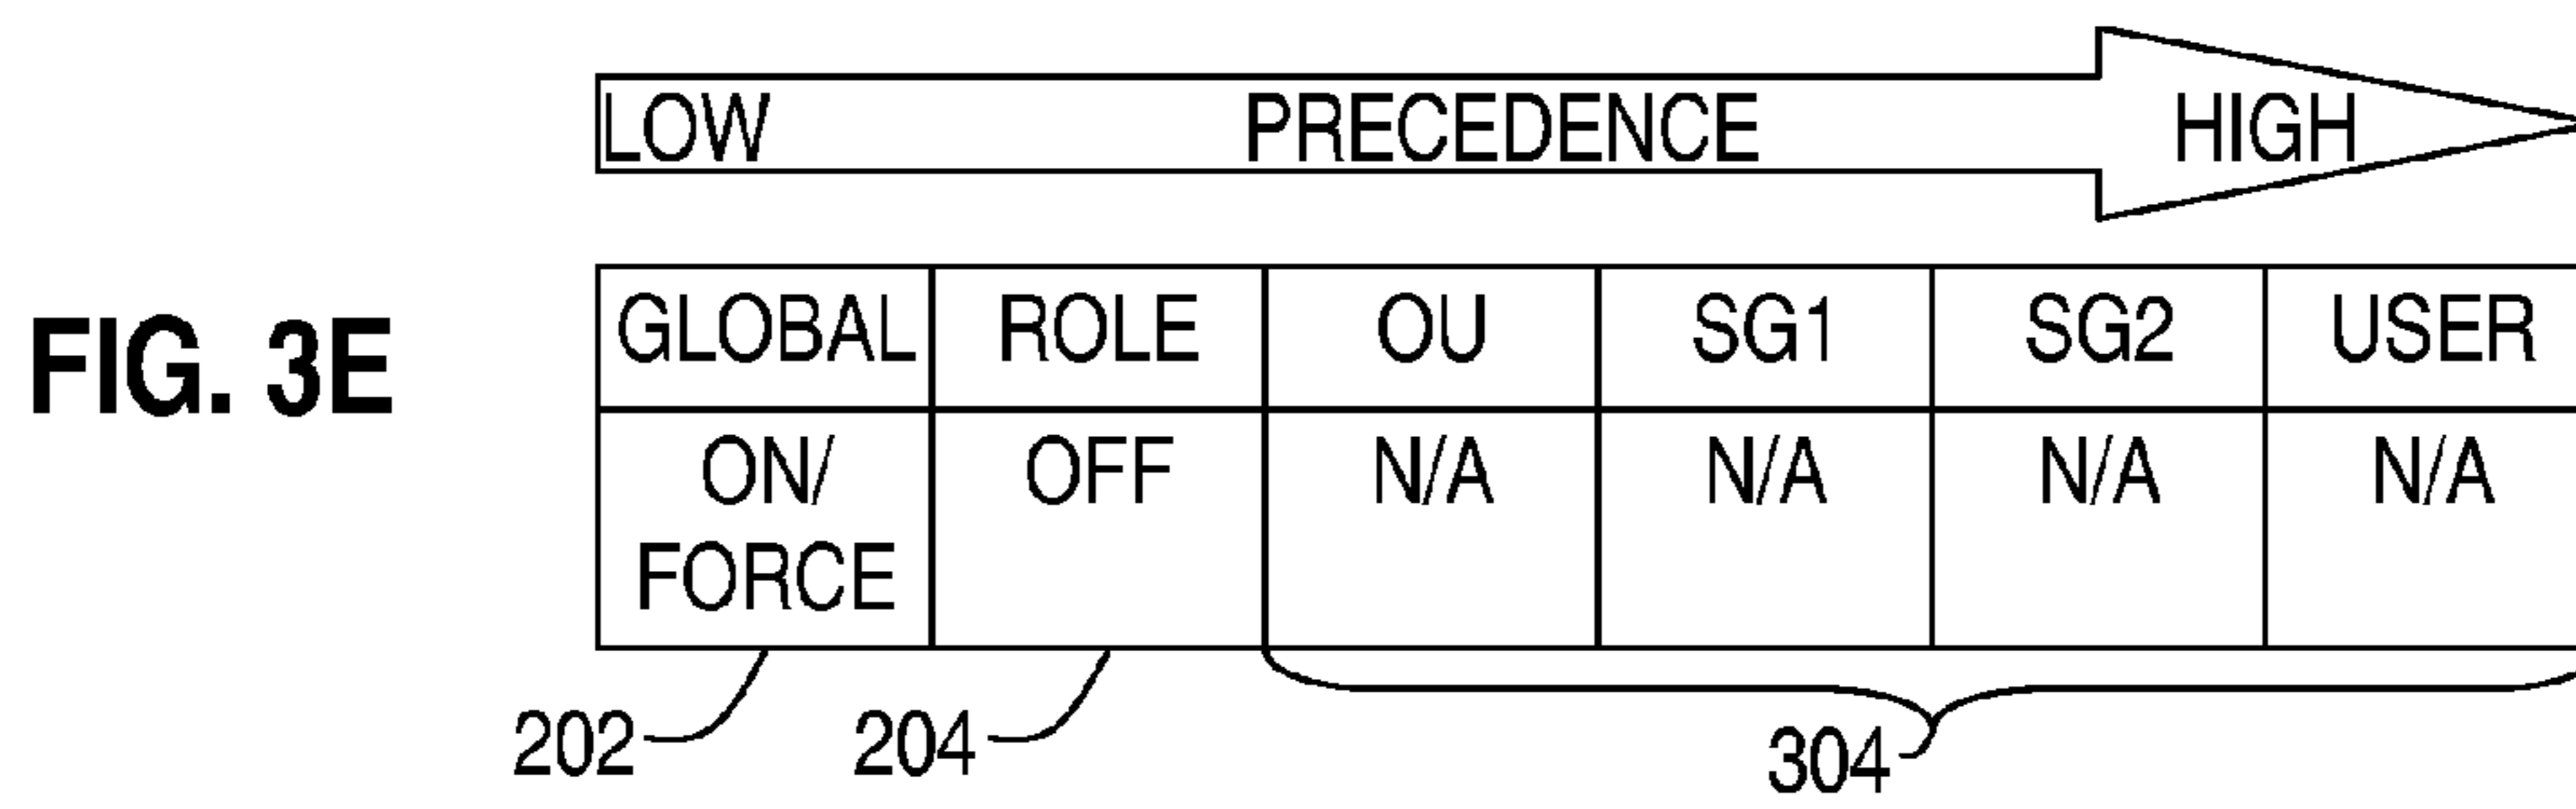 LOW PRECEDENCE HIGH
FIG. 3E
GLOBAL ROLE OU SG1 SG2 USER
ON/ OFF N/A N/A N/A N/A
FORCE
202 204 304